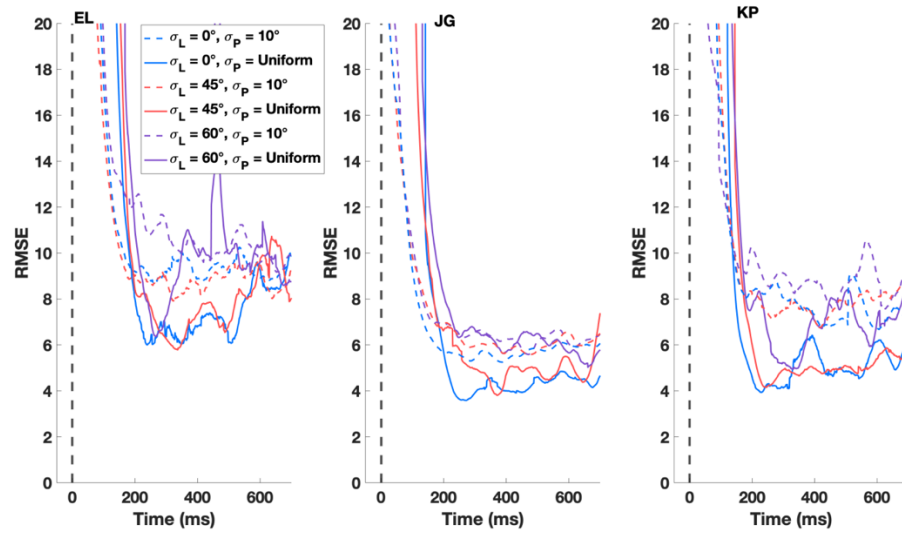 EL
JG
KP
20
18
16
14
12
10
8
6
4
2
0
RMSE
0 200 400 600
Time (ms)
σL = 0°, σP = 10°
σL = 0°, σP = Uniform
σL = 45°, σP = 10°
σL = 45°, σP = Uniform
σL = 60°, σP = 10°
σL = 60°, σP = Uniform
20
18
16
14
12
10
8
6
4
2
0
RMSE
0 200 400 600
Time (ms)
20
18
16
14
12
10
8
6
4
2
0
RMSE
0 200 400 600
Time (ms)